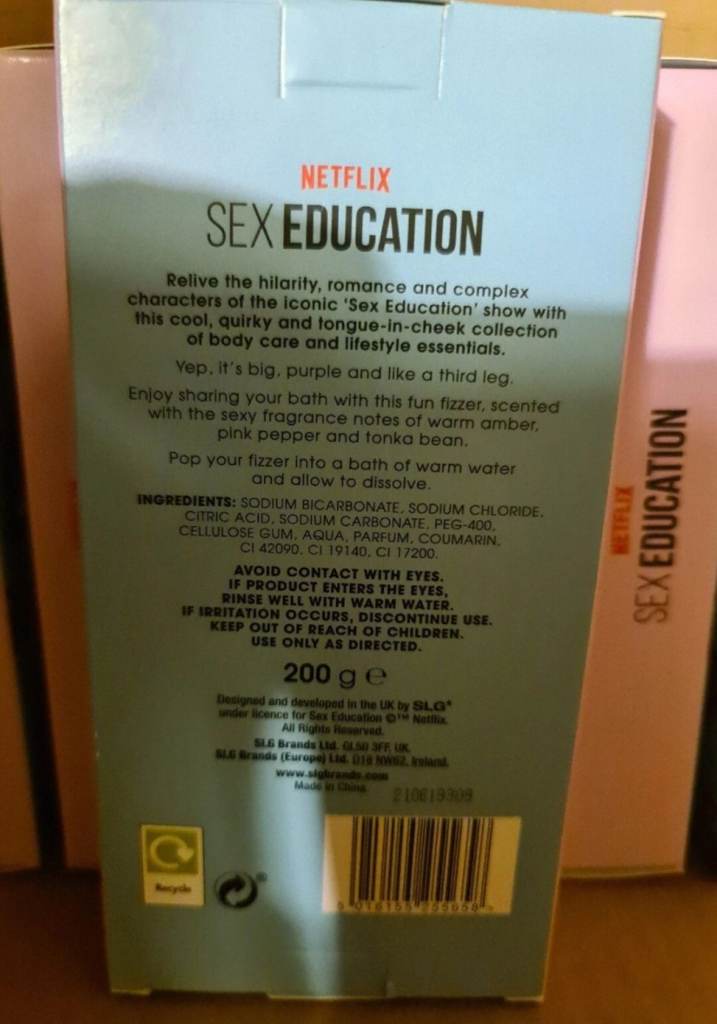 NETFLIX
SEX EDUCATION
Relive the hilarity, romance and complex
characters of the iconic 'Sex Education' show with
this cool, quirky and tongue-in-cheek collection
of body care and lifestyle essentials.
Yep, it's big, purple and like a third leg.
Enjoy sharing your bath with this fun fizzer, scented
with the sexy fragrance notes of warm amber,
pink pepper and tonka bean.
Pop your fizzer into a bath of warm water
and allow to dissolve.
INGREDIENTS: SODIUM BICARBONATE, SODIUM CHLORIDE,
CITRIC ACID, SODIUM CARBONATE, PEG-400,
CELLULOSE GUM, AQUA, PARFUM, COUMARIN,
CI 42090, CI 19140, CI 17200.
AVOID CONTACT WITH EYES.
IF PRODUCT ENTERS THE EYES,
RINSE WELL WITH WARM WATER.
IF IRRITATION OCCURS, DISCONTINUE USE.
KEEP OUT OF REACH OF CHILDREN.
USE ONLY AS DIRECTED.
200 g ℮
Designed and developed in the UK by SLG®
under licence for Sex Education ©™ Netflix.
All Rights Reserved.
SLG Brands Ltd. GL50 3FF, UK.
SLG Brands (Europe) Ltd. D18 NW62, Ireland.
www.slgbrands.com
Made in China
Recycle
NETFLIX
SEX EDUCATION